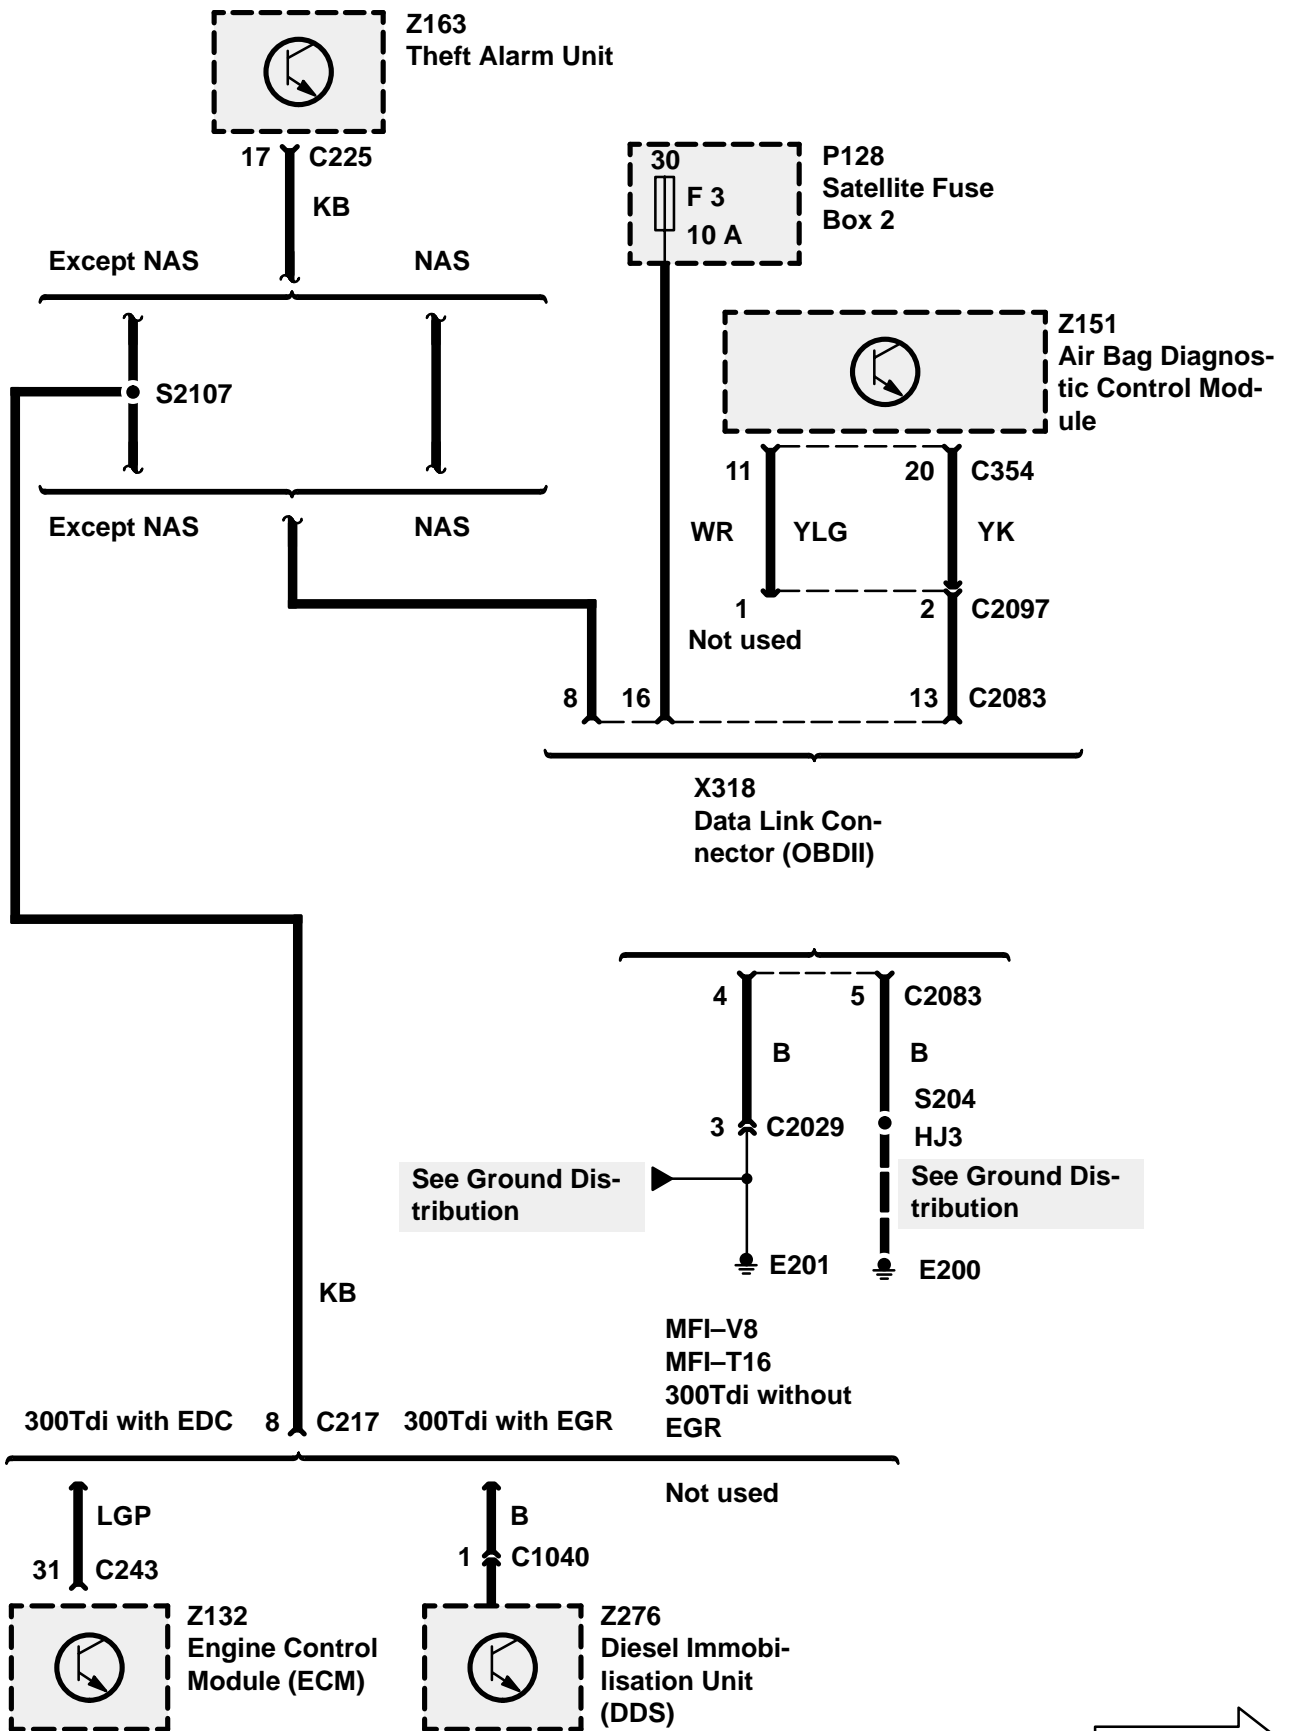 Z163
Theft Alarm Unit
17 C225
KB
30
F 3
10 A
P128
Satellite Fuse
Box 2
Except NAS NAS
Z151
Air Bag Diagnos-
tic Control Mod-
ule
S2107
11 20 C354
Except NAS NAS
WR YLG YK
1 2 C2097
Not used
8 16 13 C2083
X318
Data Link Con-
nector (OBDII)
4 5 C2083
B B
S204
3 C2029 HJ3
See Ground Dis-
tribution
See Ground Dis-
tribution
E201 E200
KB
MFI–V8
MFI–T16
300Tdi without
EGR
300Tdi with EDC 8 C217 300Tdi with EGR
Not used
LGP B
31 C243 1 C1040
Z132
Engine Control
Module (ECM)
Z276
Diesel Immobi-
lisation Unit
(DDS)